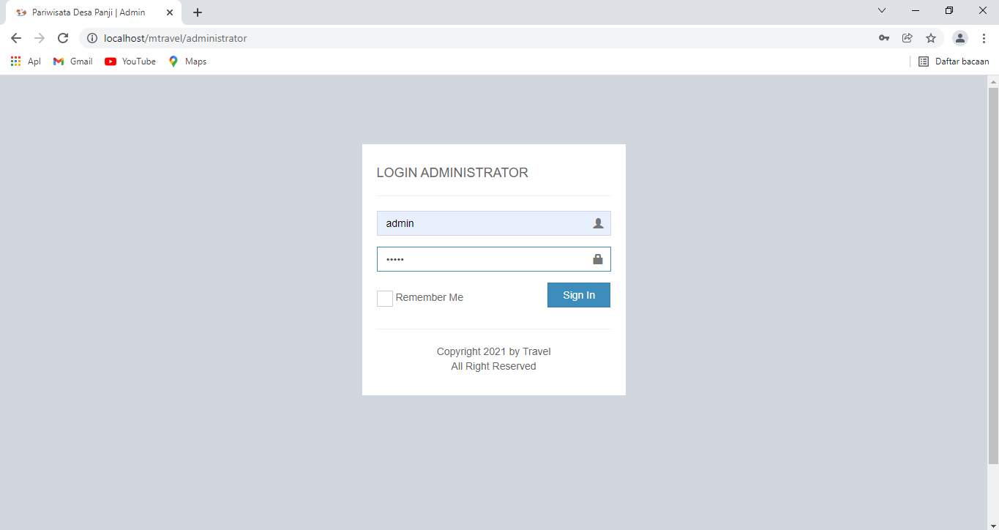 Pariwisata Desa Panji | Admin
localhost/mtravel/administrator
Apl Gmail YouTube Maps Daftar bacaan
LOGIN ADMINISTRATOR
admin
•••••
Remember Me Sign In
Copyright 2021 by Travel
All Right Reserved